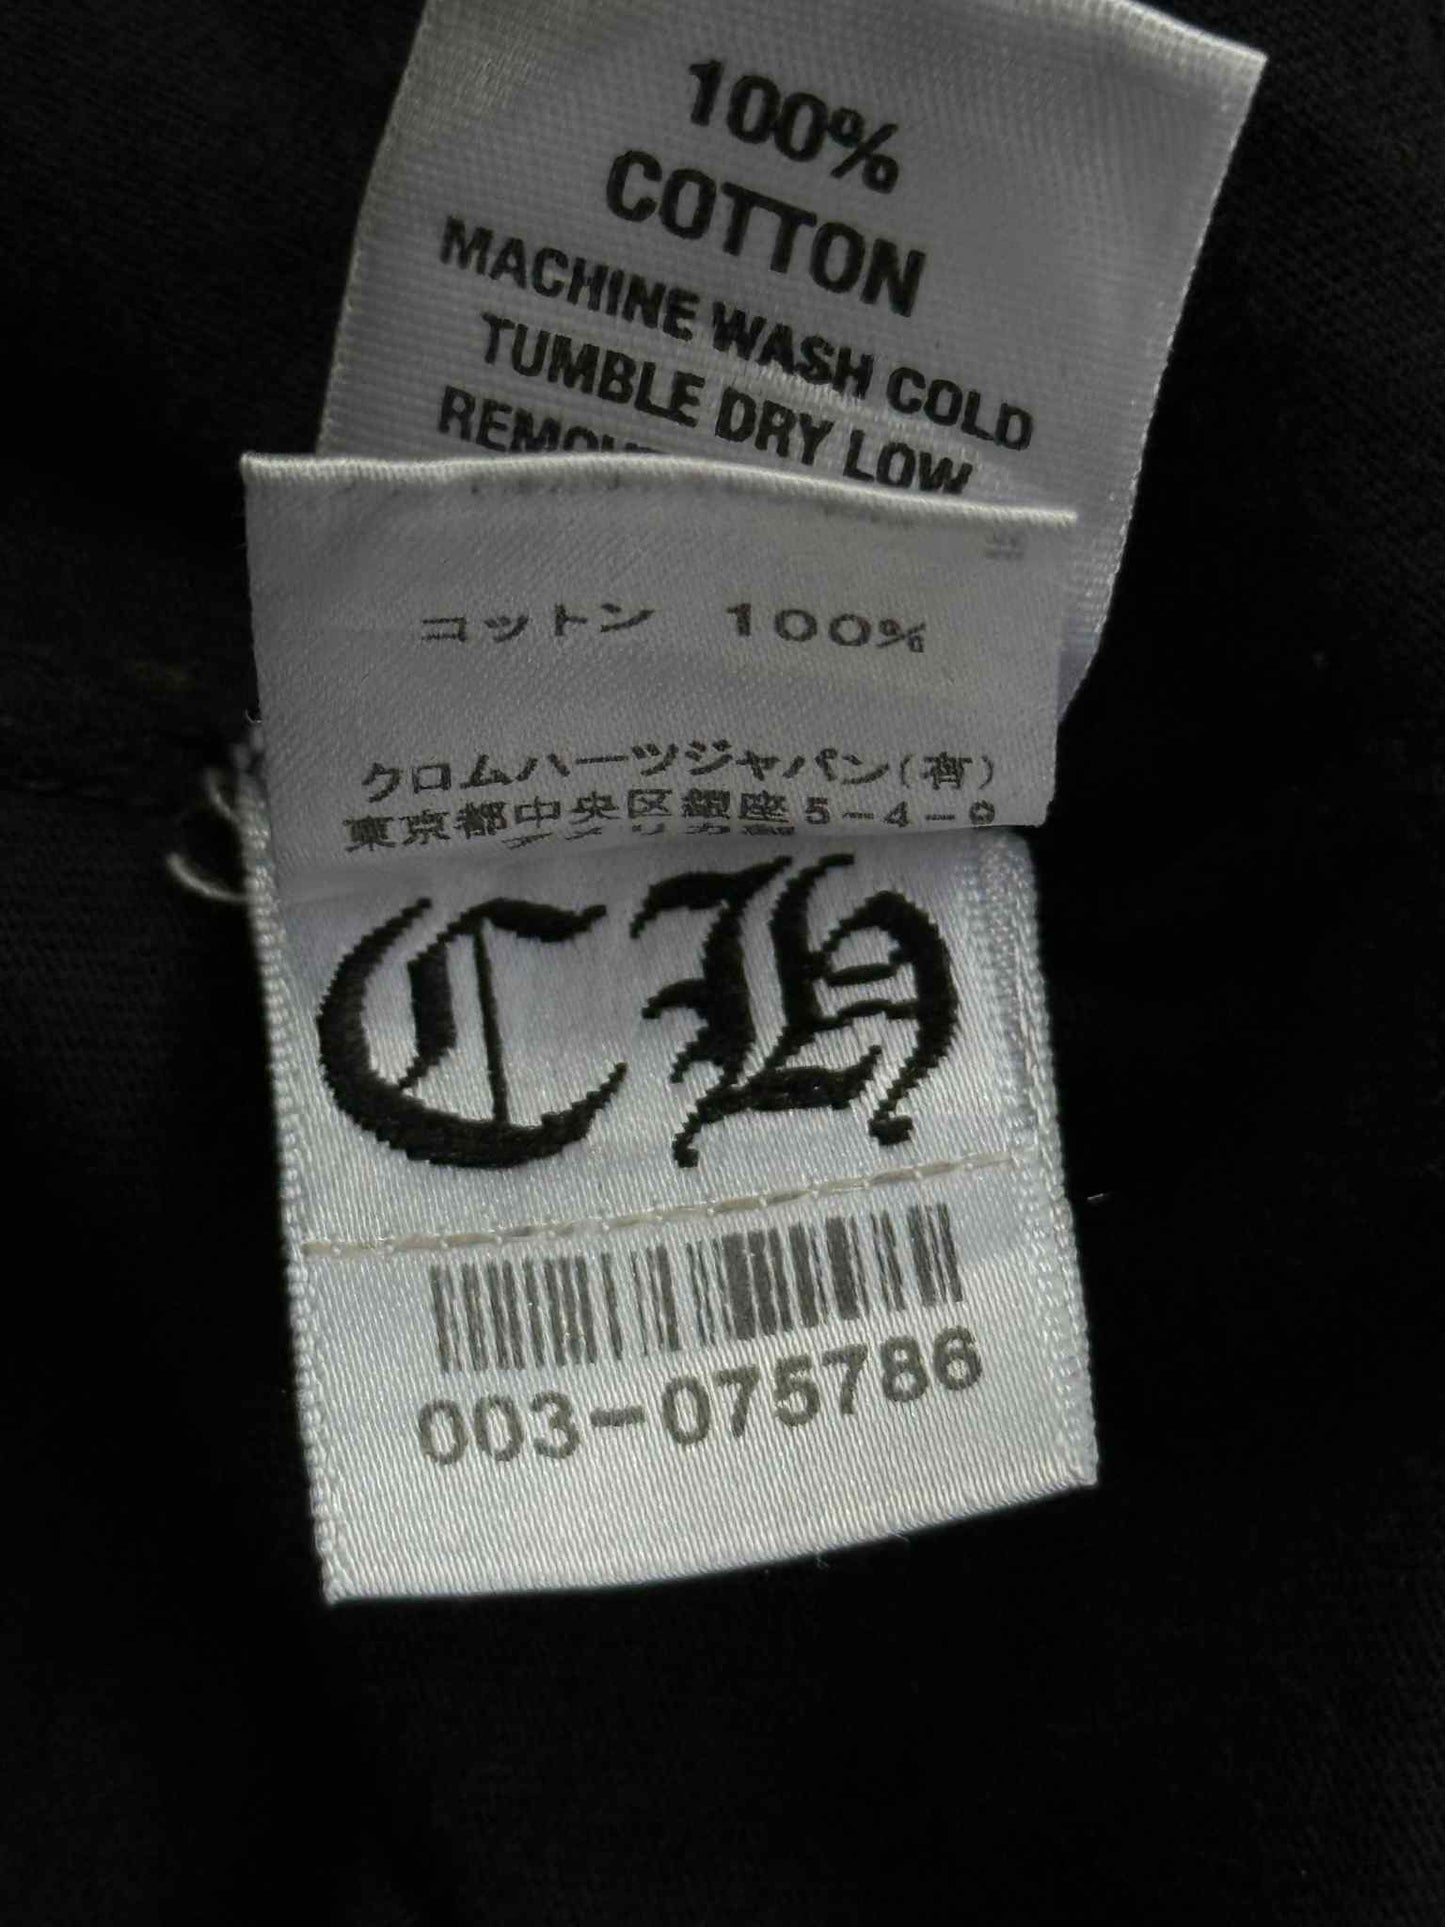 100%
COTTON
MACHINE WASH COLD
TUMBLE DRY LOW
コットン 100%
クロムハーツジャパン(有)
東京都中央区銀座5-4-9
CH
003-075786